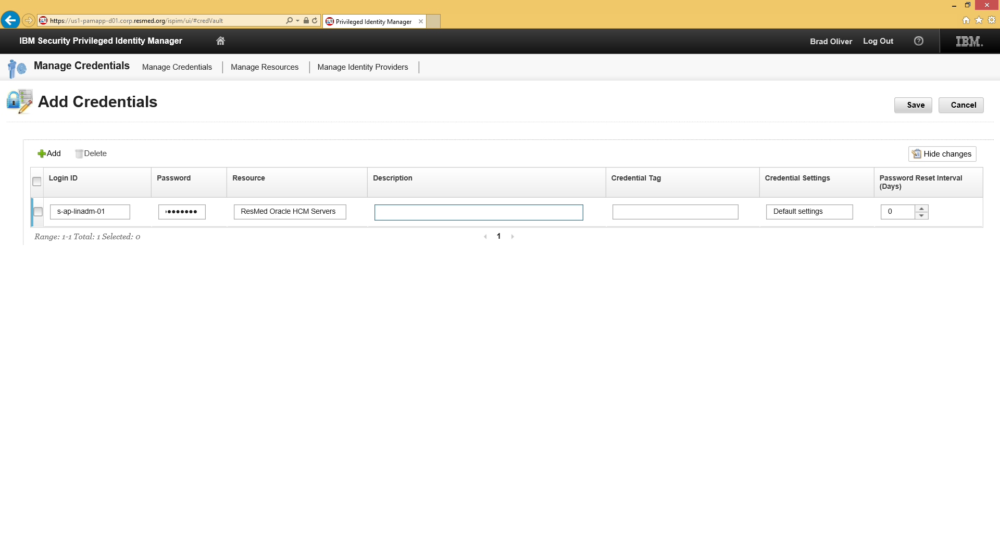 https://us1-pamapp-d01.corp.resmed.org/ispim/ui/#credVault
Privileged Identity Manager
IBM Security Privileged Identity Manager
Brad Oliver Log Out ? IBM.
Manage Credentials Manage Credentials Manage Resources Manage Identity Providers
Add Credentials
Save Cancel
Add Delete Hide changes
Login ID Password Resource Description Credential Tag Credential Settings Password Reset Interval
(Days)
s-ap-linadm-01 ResMed Oracle HCM Servers Default settings 0
Range: 1-1 Total: 1 Selected: 0 1